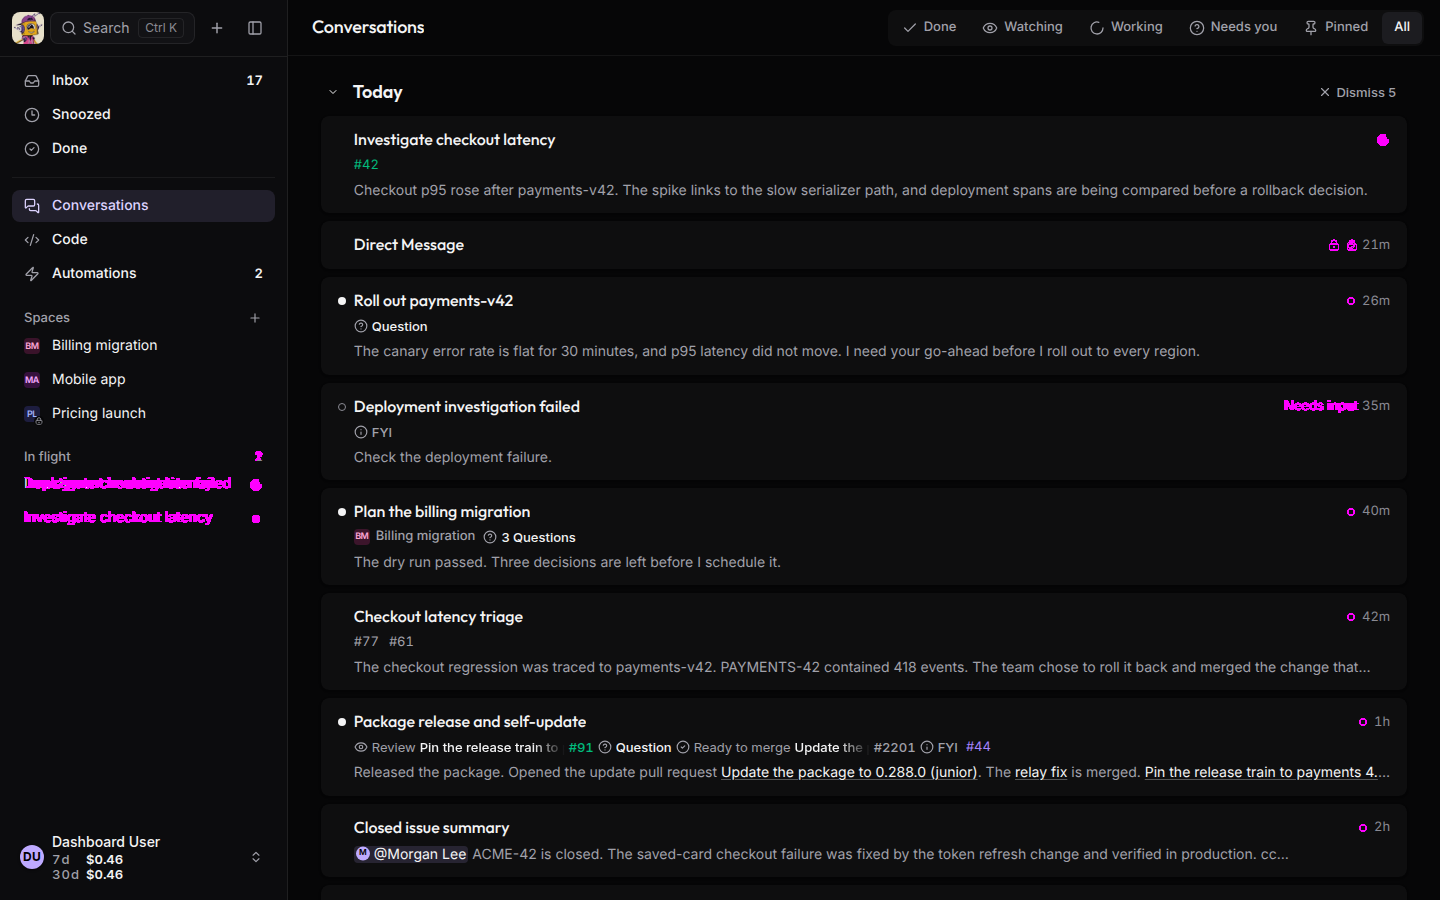 Search Ctrl K
Inbox 17
Snoozed
Done
Conversations
Code
Automations 2
Spaces
BM Billing migration
MA Mobile app
PL Pricing launch
In flight 2
Investigate checkout latency
DU Dashboard User
7d $0.46
30d $0.46
Conversations
Done Watching Working Needs you Pinned All
Today Dismiss 5
Investigate checkout latency
#42
Checkout p95 rose after payments-v42. The spike links to the slow serializer path, and deployment spans are being compared before a rollback decision.
Direct Message 21m
Roll out payments-v42 26m
Question
The canary error rate is flat for 30 minutes, and p95 latency did not move. I need your go-ahead before I roll out to every region.
Deployment investigation failed Needs input 35m
FYI
Check the deployment failure.
Plan the billing migration 40m
BM Billing migration 3 Questions
The dry run passed. Three decisions are left before I schedule it.
Checkout latency triage 42m
#77 #61
The checkout regression was traced to payments-v42. PAYMENTS-42 contained 418 events. The team chose to roll it back and merged the change that...
Package release and self-update 1h
Review Pin the release train to #91 Question Ready to merge Update the #2201 FYI #44
Released the package. Opened the update pull request Update the package to 0.288.0 (junior). The relay fix is merged. Pin the release train to payments 4....
Closed issue summary 2h
M @Morgan Lee ACME-42 is closed. The saved-card checkout failure was fixed by the token refresh change and verified in production. cc...